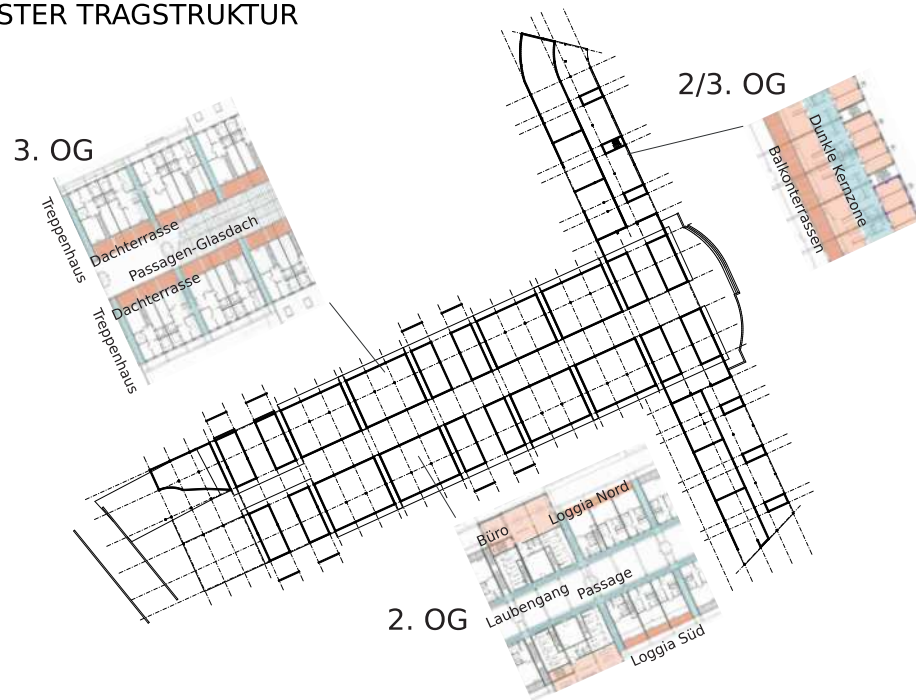 STER TRAGSTRUKTUR
2/3. OG
3. OG
Dunkle Kernzone
Balkonterrassen
Treppenhaus
Dachterrasse
Passagen-Glasdach
Dachterrasse
Treppenhaus
Büro
Loggia Nord
Laubengang
Passage
2. OG
Loggia Süd